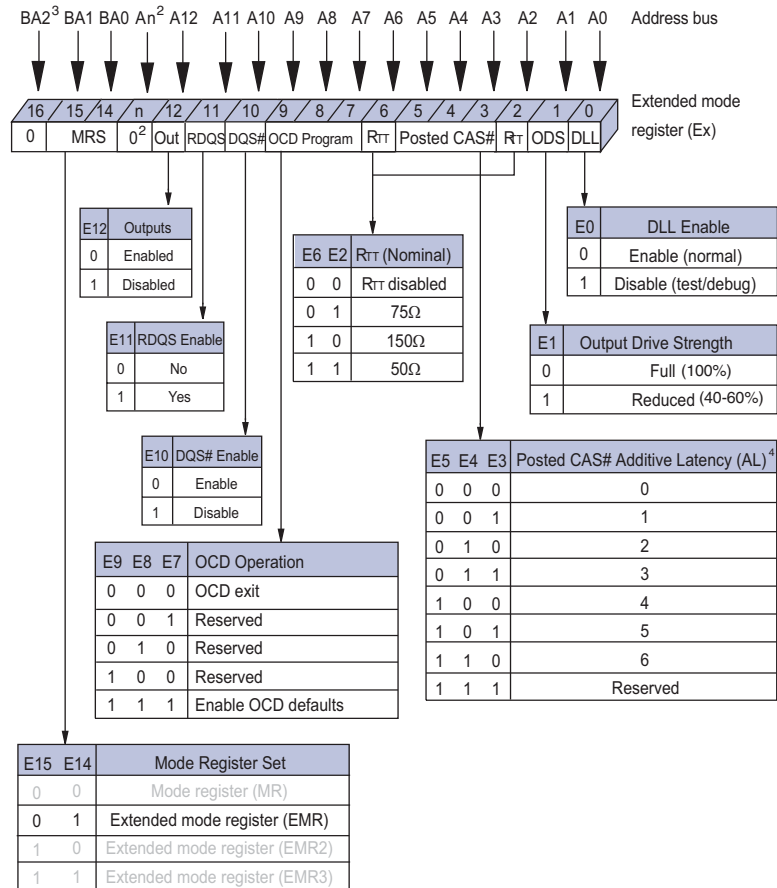 BA2³ BA1 BA0 An² A12 A11 A10 A9 A8 A7 A6 A5 A4 A3 A2 A1 A0 Address bus
16 15 14 n 12 11 10 9 8 7 6 5 4 3 2 1 0 Extended mode
register (Ex)
0 MRS 0² Out RDQS DQS# OCD Program RTT Posted CAS# RTT ODS DLL
E12 Outputs
0 Enabled
1 Disabled
E11 RDQS Enable
0 No
1 Yes
E10 DQS# Enable
0 Enable
1 Disable
E9 E8 E7 OCD Operation
0 0 0 OCD exit
0 0 1 Reserved
0 1 0 Reserved
1 0 0 Reserved
1 1 1 Enable OCD defaults
E15 E14 Mode Register Set
0 0 Mode register (MR)
0 1 Extended mode register (EMR)
1 0 Extended mode register (EMR2)
1 1 Extended mode register (EMR3)
E6 E2 RTT (Nominal)
0 0 RTT disabled
0 1 75Ω
1 0 150Ω
1 1 50Ω
E0 DLL Enable
0 Enable (normal)
1 Disable (test/debug)
E1 Output Drive Strength
0 Full (100%)
1 Reduced (40-60%)
E5 E4 E3 Posted CAS# Additive Latency (AL)⁴
0 0 0 0
0 0 1 1
0 1 0 2
0 1 1 3
1 0 0 4
1 0 1 5
1 1 0 6
1 1 1 Reserved